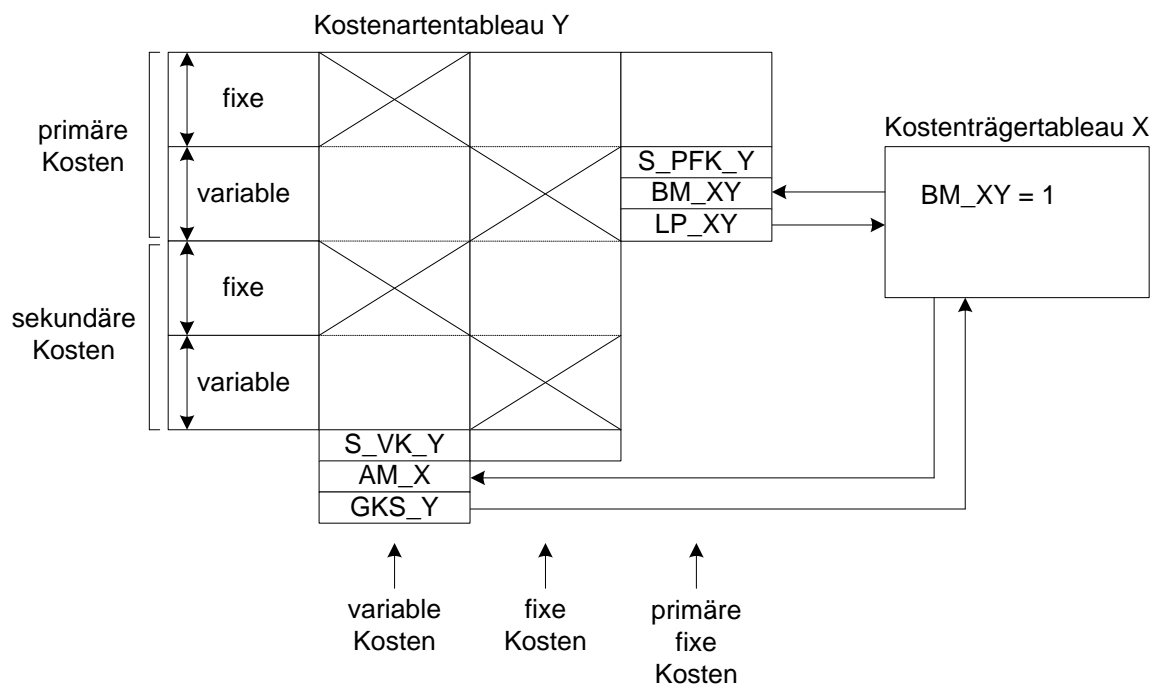 Kostenartentableau Y
fixe
primäre
Kosten
variable
S_PFK_Y
BM_XY
LP_XY
Kostenträgertableau X
BM_XY = 1
fixe
sekundäre
Kosten
variable
S_VK_Y
AM_X
GKS_Y
variable
Kosten
fixe
Kosten
primäre
fixe
Kosten